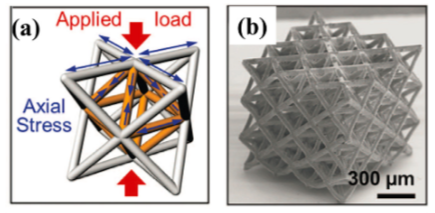 (a)
Applied load
Axial
Stress
(b)
300 µm